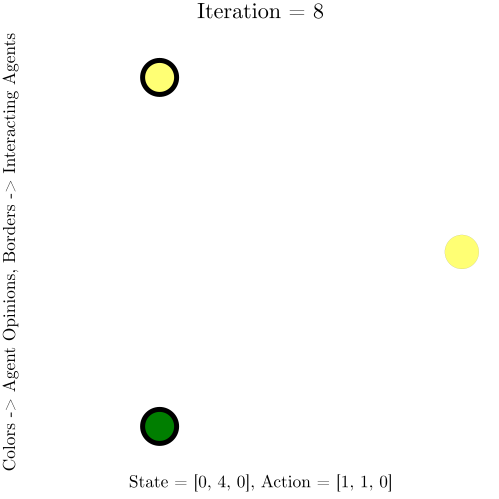 Iteration = 8
Colors -> Agent Opinions, Borders -> Interacting Agents
State = [0, 4, 0], Action = [1, 1, 0]